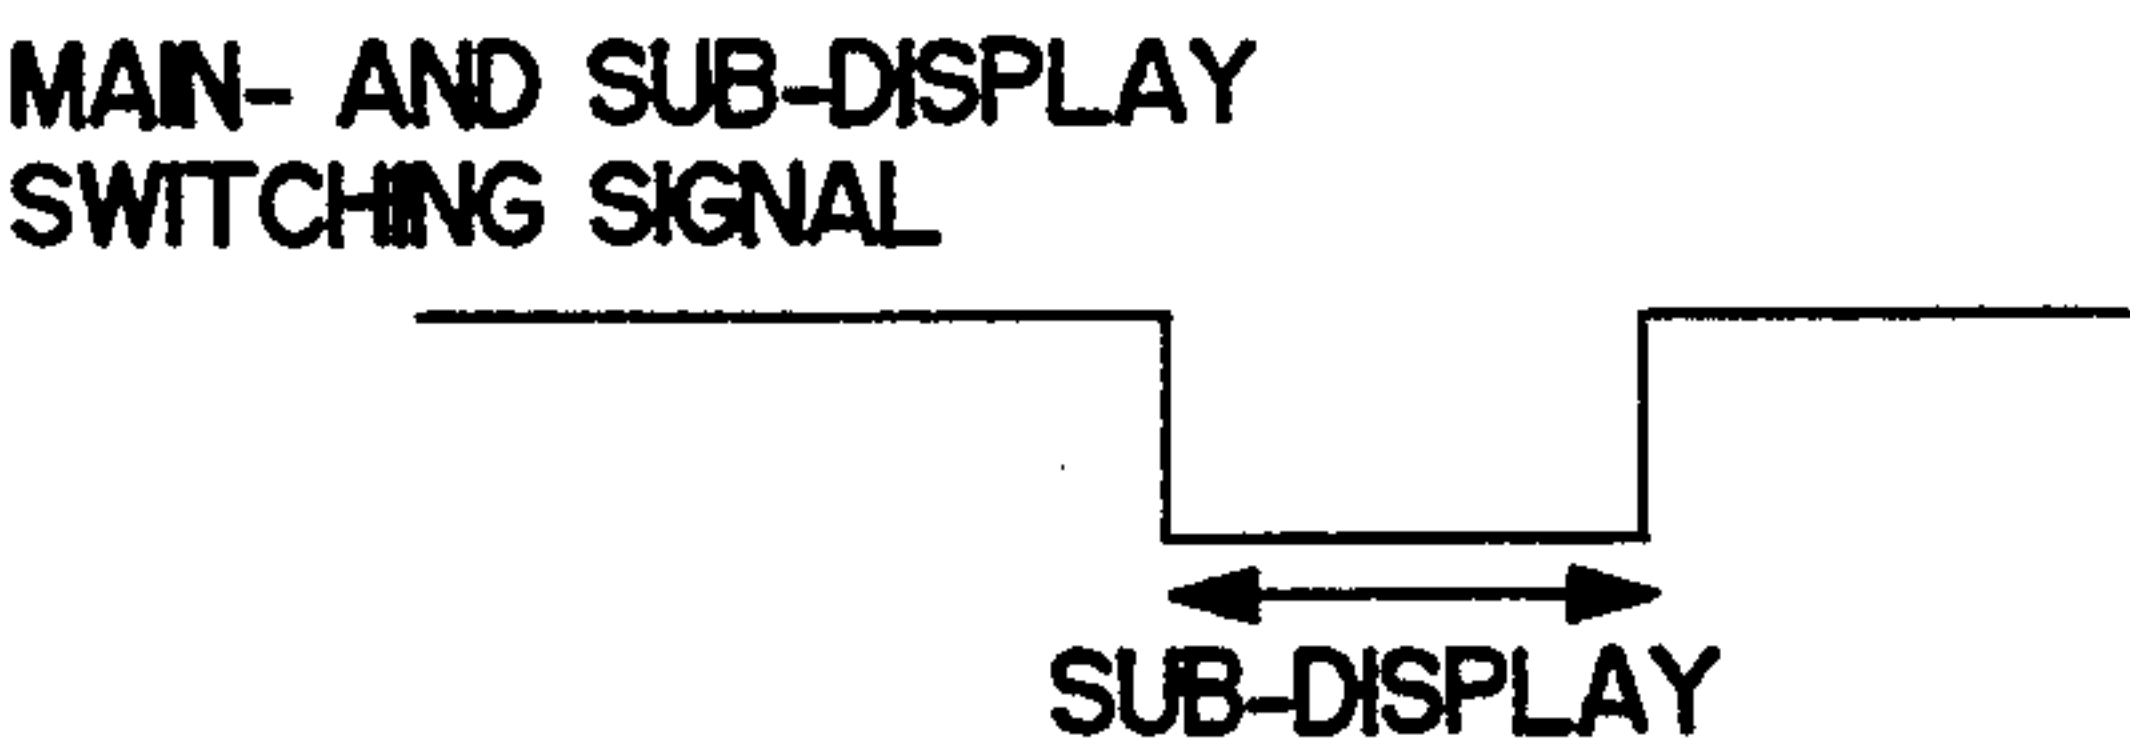 MAIN- AND SUB-DISPLAY
SWITCHING SIGNAL
SUB-DISPLAY